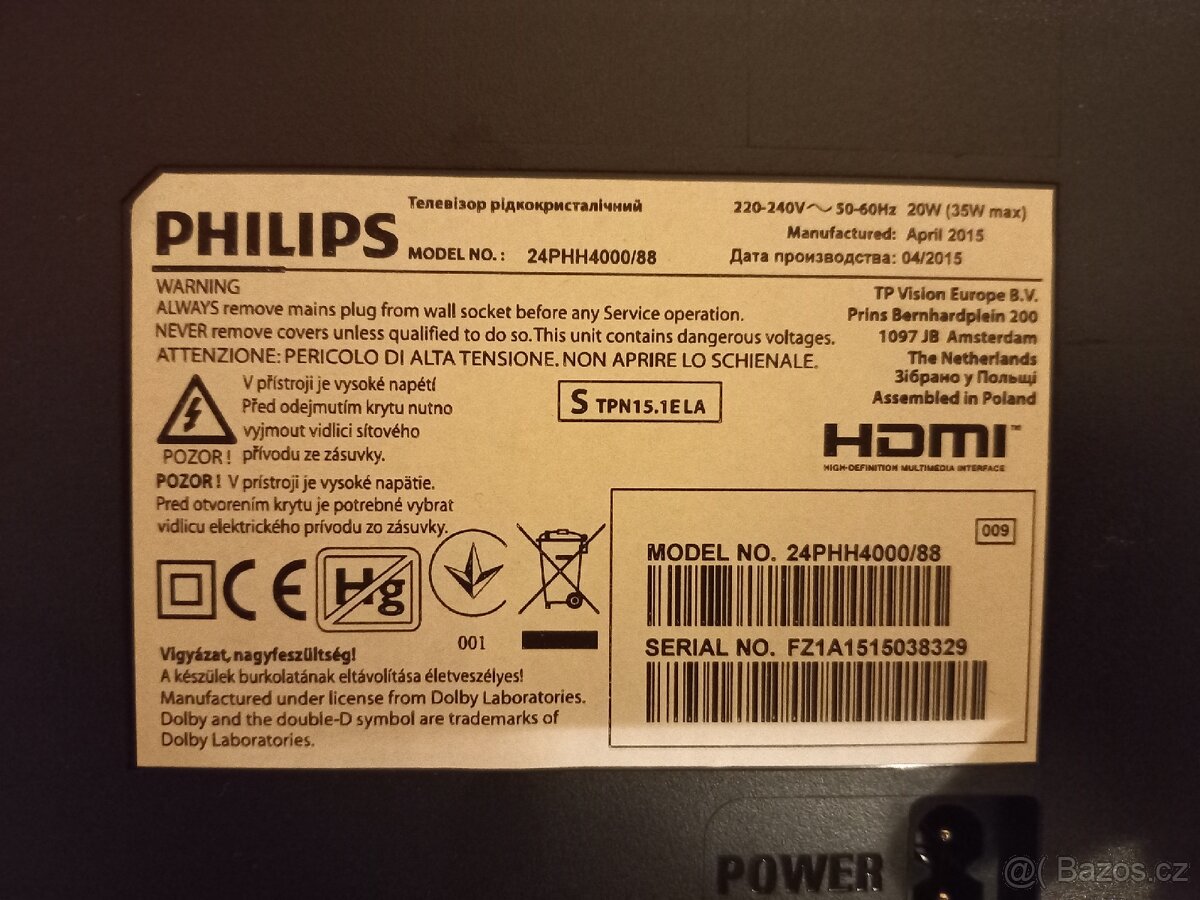 PHILIPS
Телевізор рідкокристалічний
MODEL NO.: 24PHH4000/88
220-240V～ 50-60Hz 20W (35W max)
Manufactured: April 2015
Дата производства: 04/2015
WARNING
ALWAYS remove mains plug from wall socket before any Service operation.
NEVER remove covers unless qualified to do so. This unit contains dangerous voltages.
ATTENZIONE: PERICOLO DI ALTA TENSIONE. NON APRIRE LO SCHIENALE.
TP Vision Europe B.V.
Prins Bernhardplein 200
1097 JB Amsterdam
The Netherlands
Зібрано у Польщі
Assembled in Poland
V přístroji je vysoké napětí
Před odejmutím krytu nutno
vyjmout vidlici síťového
POZOR! přívodu ze zásuvky.
S TPN15.1E LA
HDMI™
HIGH-DEFINITION MULTIMEDIA INTERFACE
POZOR! V prístroji je vysoké napätie.
Pred otvorením krytu je potrebné vybrat
vidlicu elektrického prívodu zo zásuvky.
CE
Hg
001
009
MODEL NO. 24PHH4000/88
SERIAL NO. FZ1A1515038329
Vigyázat, nagyfeszültség!
A készülek burkolatának eltávolítása életveszélyes!
Manufactured under license from Dolby Laboratories.
Dolby and the double-D symbol are trademarks of
Dolby Laboratories.
POWER
@( Bazos.cz